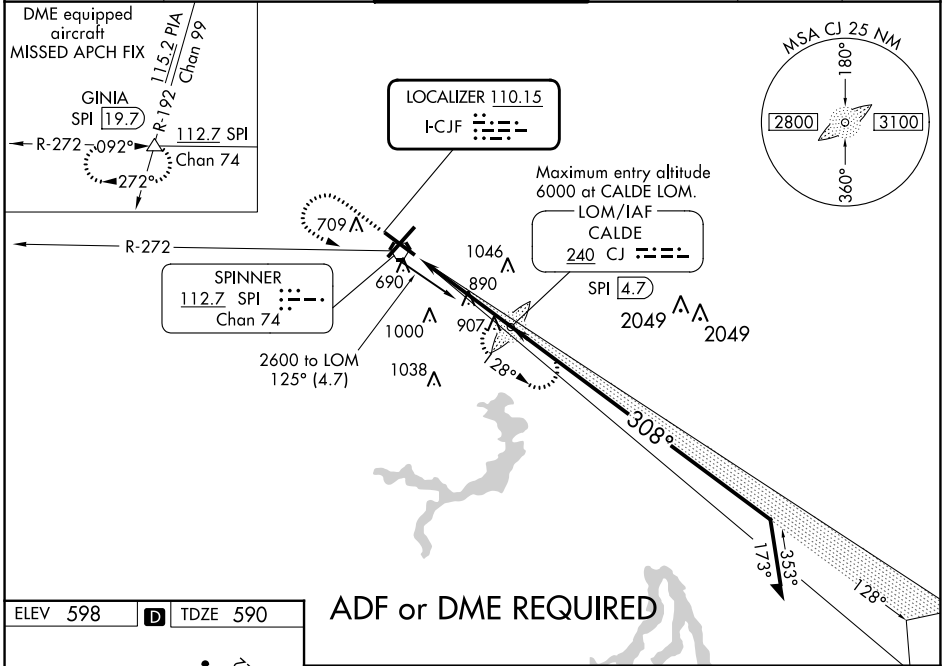 DME equipped
aircraft
MISSED APCH FIX
115.2 PIA
Chan 99
R-192
GINIA
SPI 19.7
R-272
092°
112.7 SPI
Chan 74
272°
LOCALIZER 110.15
I-CJF
MSA CJ 25 NM
180°
2800
3100
360°
Maximum entry altitude
6000 at CALDE LOM.
LOM/IAF
CALDE
240 CJ
SPI 4.7
709
R-272
1046
690
890
SPINNER
112.7 SPI
Chan 74
1000
907
2049
2049
2600 to LOM
125° (4.7)
1038
128°
308°
173°
353°
128°
ELEV 598
D
TDZE 590
ADF or DME REQUIRED